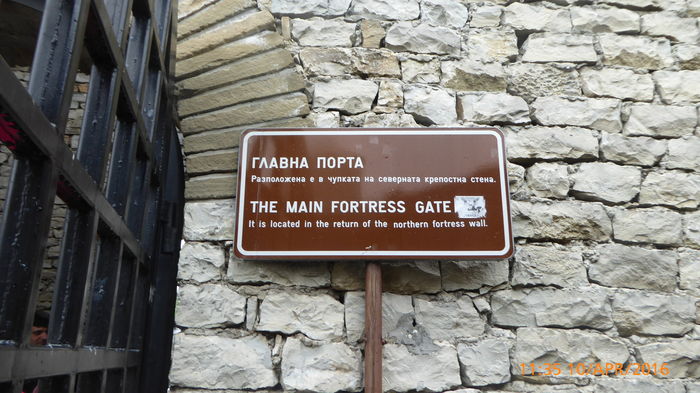 ГЛАВНА ПОРТА
Разположена е в чупката на северната крепостна стена.
THE MAIN FORTRESS GATE
It is located in the return of the northern fortress wall.
11:35 10/APR/2016